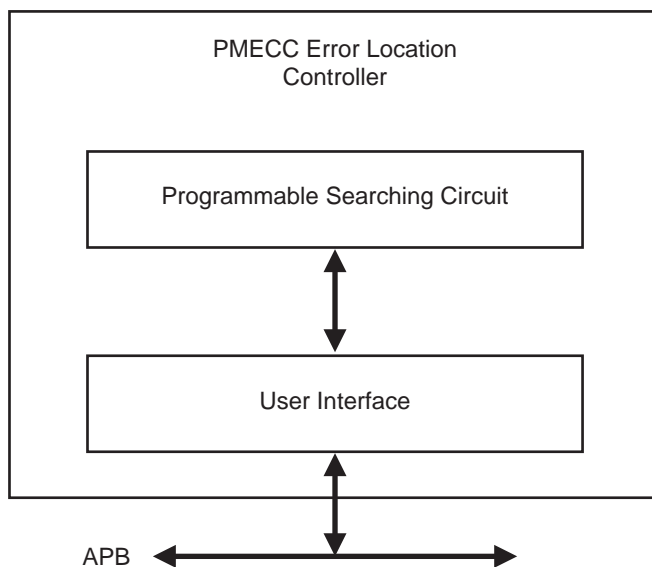 PMECC Error Location
Controller
Programmable Searching Circuit
User Interface
APB